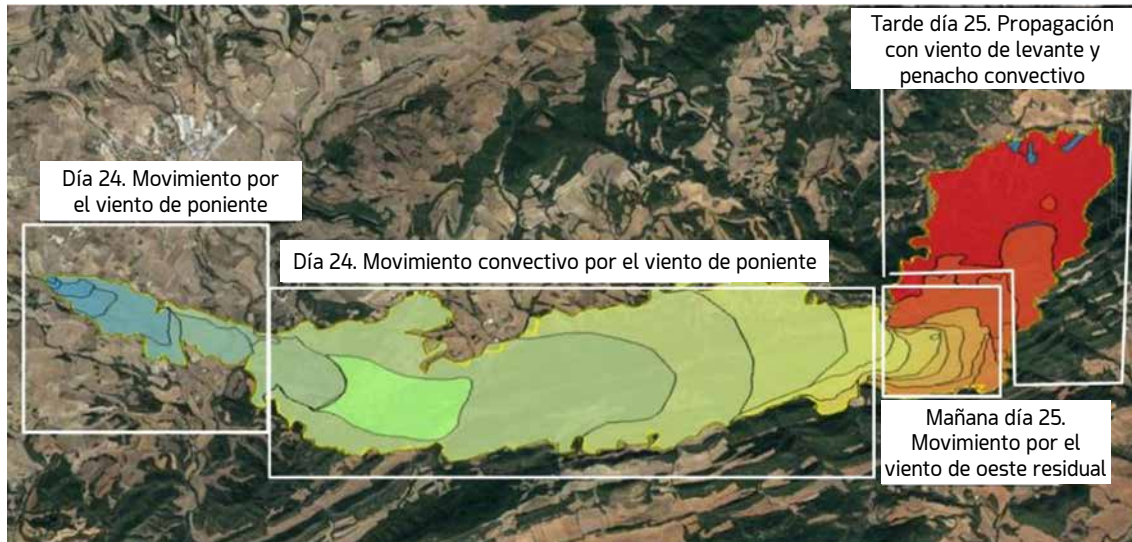 Tarde día 25. Propagación
con viento de levante y
penacho convectivo
Día 24. Movimiento por
el viento de poniente
Día 24. Movimiento convectivo por el viento de poniente
Mañana día 25.
Movimiento por el
viento de oeste residual